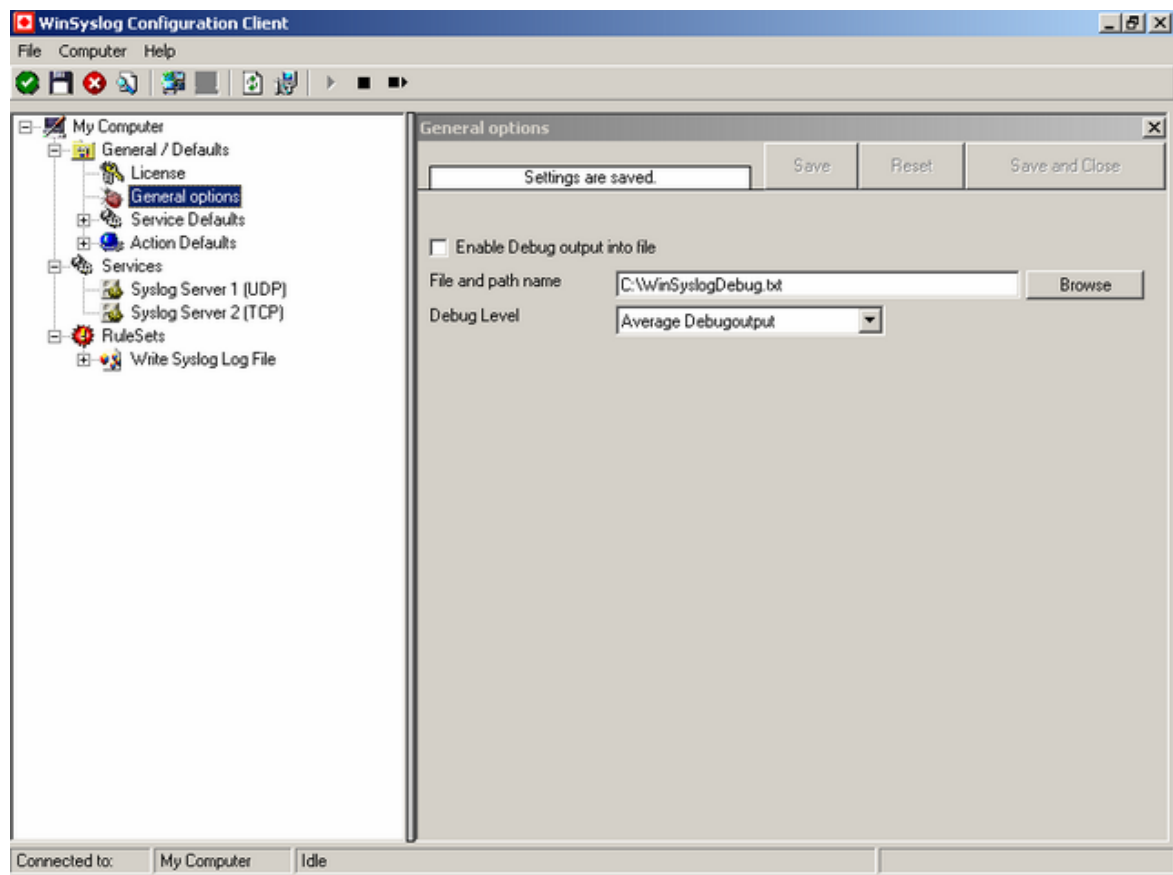 WinSyslog Configuration Client
File Computer Help
My Computer
General / Defaults
License
General options
Service Defaults
Action Defaults
Services
Syslog Server 1 (UDP)
Syslog Server 2 (TCP)
RuleSets
Write Syslog Log File
General options
Settings are saved.
Save
Reset
Save and Close
Enable Debug output into file
File and path name
C:\WinSyslogDebug.txt
Browse
Debug Level
Average Debugoutput
Connected to: My Computer Idle